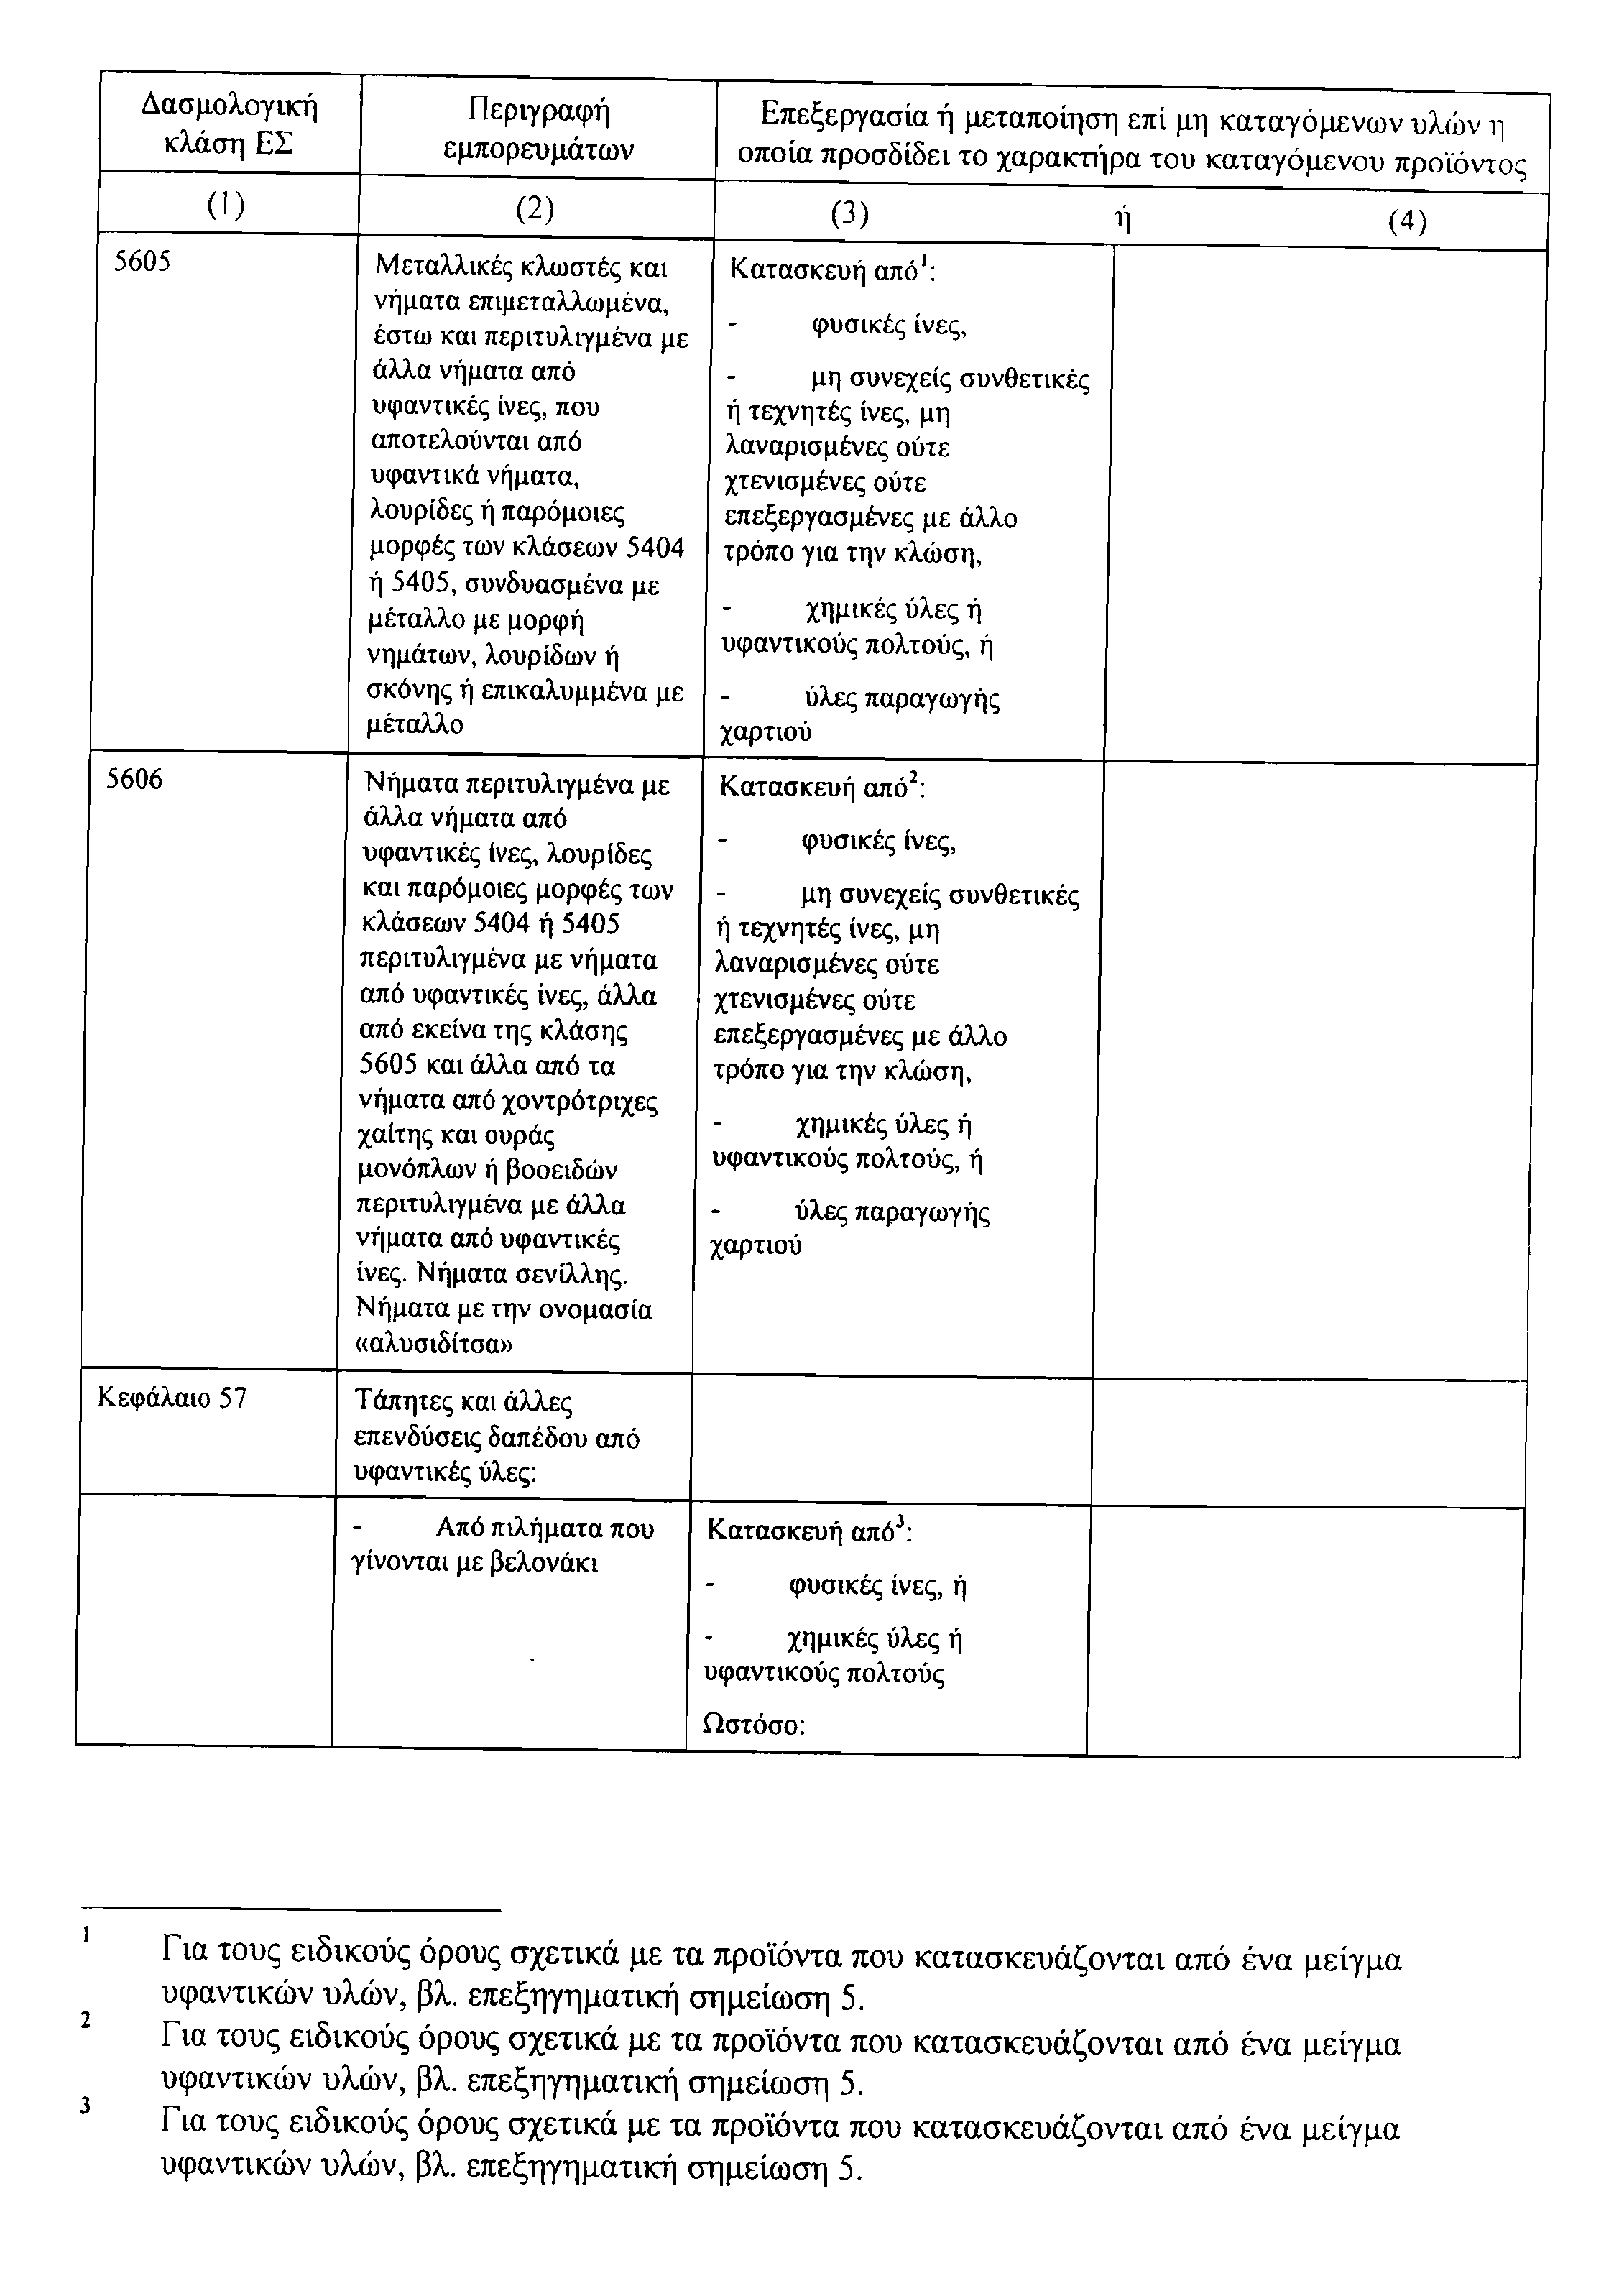 Δασμολογική
κλάση ΕΣ
Περιγραφή
εμπορευμάτων
Επεξεργασία ή μεταποίηση επί μη καταγόμενων υλών η
οποία προσδίδει το χαρακτήρα του καταγόμενου προϊόντος
(1)
(2)
(3) ή (4)
5605
Μεταλλικές κλωστές και
νήματα επιμεταλλωμένα,
έστω και περιτυλιγμένα με
άλλα νήματα από
υφαντικές ίνες, που
αποτελούνται από
υφαντικά νήματα,
λουρίδες ή παρόμοιες
μορφές των κλάσεων 5404
ή 5405, συνδυασμένα με
μέταλλο με μορφή
νημάτων, λουρίδων ή
σκόνης ή επικαλυμμένα με
μέταλλο
Κατασκευή από¹:
- φυσικές ίνες,
- μη συνεχείς συνθετικές
ή τεχνητές ίνες, μη
λαναρισμένες ούτε
χτενισμένες ούτε
επεξεργασμένες με άλλο
τρόπο για την κλώση,
- χημικές ύλες ή
υφαντικούς πολτούς, ή
- ύλες παραγωγής
χαρτιού
5606
Νήματα περιτυλιγμένα με
άλλα νήματα από
υφαντικές ίνες, λουρίδες
και παρόμοιες μορφές των
κλάσεων 5404 ή 5405
περιτυλιγμένα με νήματα
από υφαντικές ίνες, άλλα
από εκείνα της κλάσης
5605 και άλλα από τα
νήματα από χοντρότριχες
χαίτης και ουράς
μονόπλων ή βοοειδών
περιτυλιγμένα με άλλα
νήματα από υφαντικές
ίνες. Νήματα σενίλλης.
Νήματα με την ονομασία
«αλυσιδίτσα»
Κατασκευή από²:
- φυσικές ίνες,
- μη συνεχείς συνθετικές
ή τεχνητές ίνες, μη
λαναρισμένες ούτε
χτενισμένες ούτε
επεξεργασμένες με άλλο
τρόπο για την κλώση,
- χημικές ύλες ή
υφαντικούς πολτούς, ή
- ύλες παραγωγής
χαρτιού
Κεφάλαιο 57
Τάπητες και άλλες
επενδύσεις δαπέδου από
υφαντικές ύλες:
- Από πιλήματα που
γίνονται με βελονάκι
Κατασκευή από³:
- φυσικές ίνες, ή
- χημικές ύλες ή
υφαντικούς πολτούς
Ωστόσο:
1 Για τους ειδικούς όρους σχετικά με τα προϊόντα που κατασκευάζονται από ένα μείγμα
υφαντικών υλών, βλ. επεξηγηματική σημείωση 5.
2 Για τους ειδικούς όρους σχετικά με τα προϊόντα που κατασκευάζονται από ένα μείγμα
υφαντικών υλών, βλ. επεξηγηματική σημείωση 5.
3 Για τους ειδικούς όρους σχετικά με τα προϊόντα που κατασκευάζονται από ένα μείγμα
υφαντικών υλών, βλ. επεξηγηματική σημείωση 5.